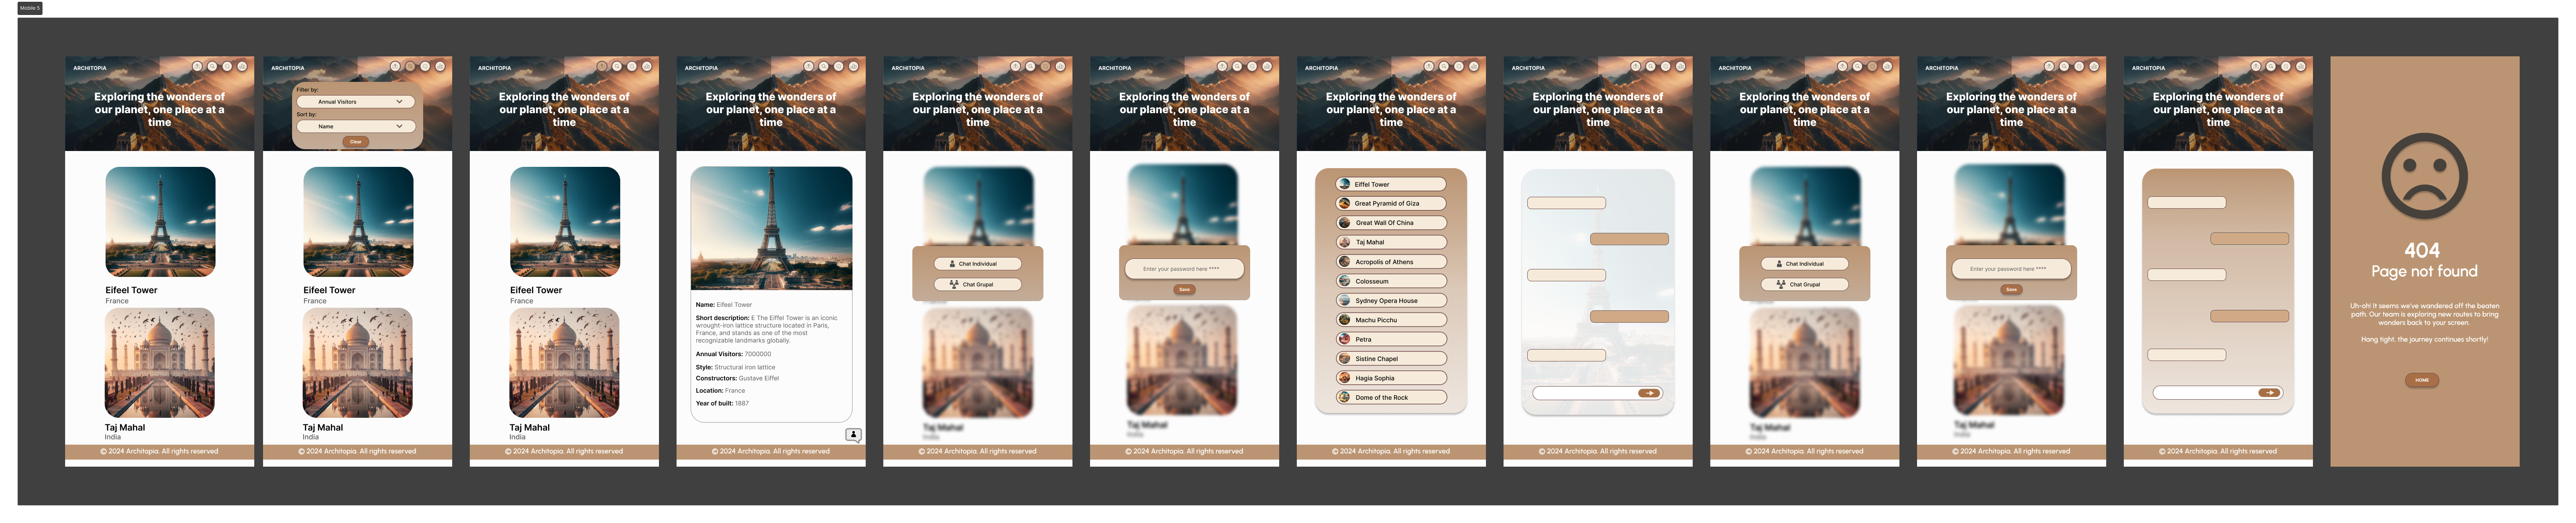 Mobile 5
ARCHITOPIA
Exploring the wonders of
our planet, one place at a
time
Eifeel Tower
France
Taj Mahal
India
© 2024 Architopia. All rights reserved
ARCHITOPIA
Filter by:
Annual Visitors
Sort by:
Name
Clear
Eifeel Tower
France
Taj Mahal
India
© 2024 Architopia. All rights reserved
ARCHITOPIA
Exploring the wonders of
our planet, one place at a
time
Eifeel Tower
France
Taj Mahal
India
© 2024 Architopia. All rights reserved
ARCHITOPIA
Exploring the wonders of
our planet, one place at a
time
Name: Eifeel Tower
Short description: E The Eiffel Tower is an iconic
wrought-iron lattice structure located in Paris,
France, and stands as one of the most
recognizable landmarks globally.
Annual Visitors: 7000000
Style: Structural iron lattice
Constructors: Gustave Eiffel
Location: France
Year of built: 1887
© 2024 Architopia. All rights reserved
ARCHITOPIA
Exploring the wonders of
our planet, one place at a
time
Chat Individual
Chat Grupal
Taj Mahal
India
© 2024 Architopia. All rights reserved
ARCHITOPIA
Exploring the wonders of
our planet, one place at a
time
Enter your password here ****
Save
Taj Mahal
India
© 2024 Architopia. All rights reserved
ARCHITOPIA
Exploring the wonders of
our planet, one place at a
time
Eiffel Tower
Great Pyramid of Giza
Great Wall Of China
Taj Mahal
Acropolis of Athens
Colosseum
Sydney Opera House
Machu Picchu
Petra
Sistine Chapel
Hagia Sophia
Dome of the Rock
© 2024 Architopia. All rights reserved
ARCHITOPIA
Exploring the wonders of
our planet, one place at a
time
© 2024 Architopia. All rights reserved
ARCHITOPIA
Exploring the wonders of
our planet, one place at a
time
Chat Individual
Chat Grupal
Taj Mahal
India
© 2024 Architopia. All rights reserved
ARCHITOPIA
Exploring the wonders of
our planet, one place at a
time
Enter your password here ****
Save
Taj Mahal
India
© 2024 Architopia. All rights reserved
ARCHITOPIA
Exploring the wonders of
our planet, one place at a
time
© 2024 Architopia. All rights reserved
404
Page not found
Uh-oh! It seems we've wandered off the beaten
path. Our team is exploring new routes to bring
wonders back to your screen.
Hang tight, the journey continues shortly!
HOME